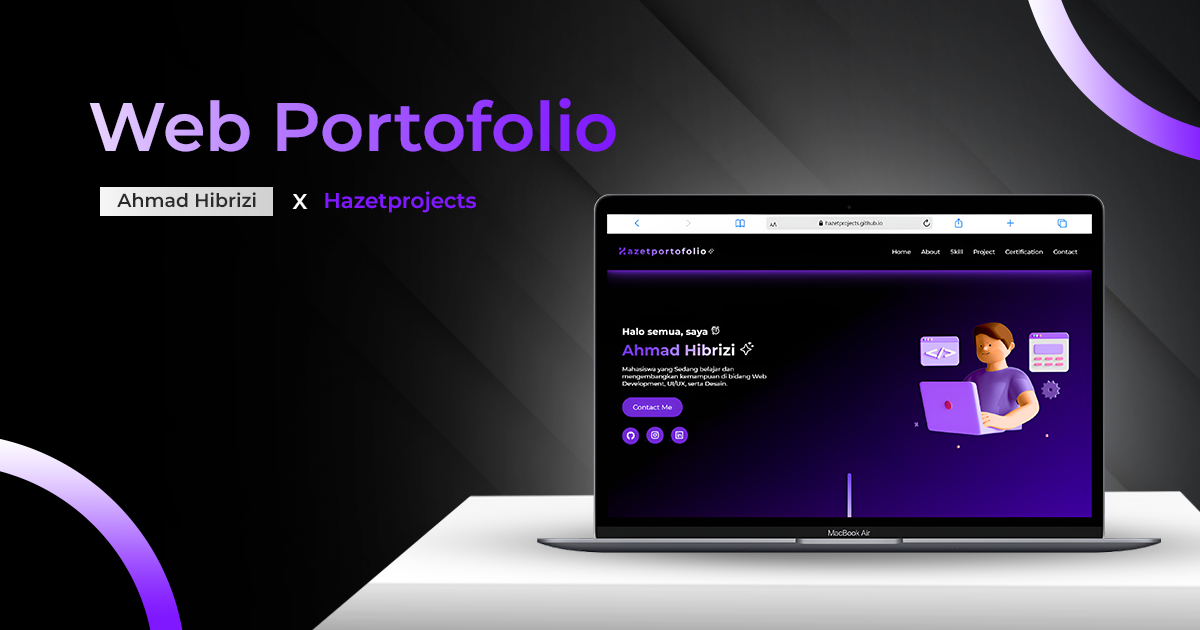 Web Portofolio
Ahmad Hibrizi X Hazetprojects
AA hazetprojects.github.io
Hazetportofolio
Home About Skill Project Certification Contact
Halo semua, saya
Ahmad Hibrizi
Mahasiswa yang Sedang belajar dan
mengembangkan kemampuan di bidang Web
Development, UI/UX, serta Desain.
Contact Me
MacBook Air